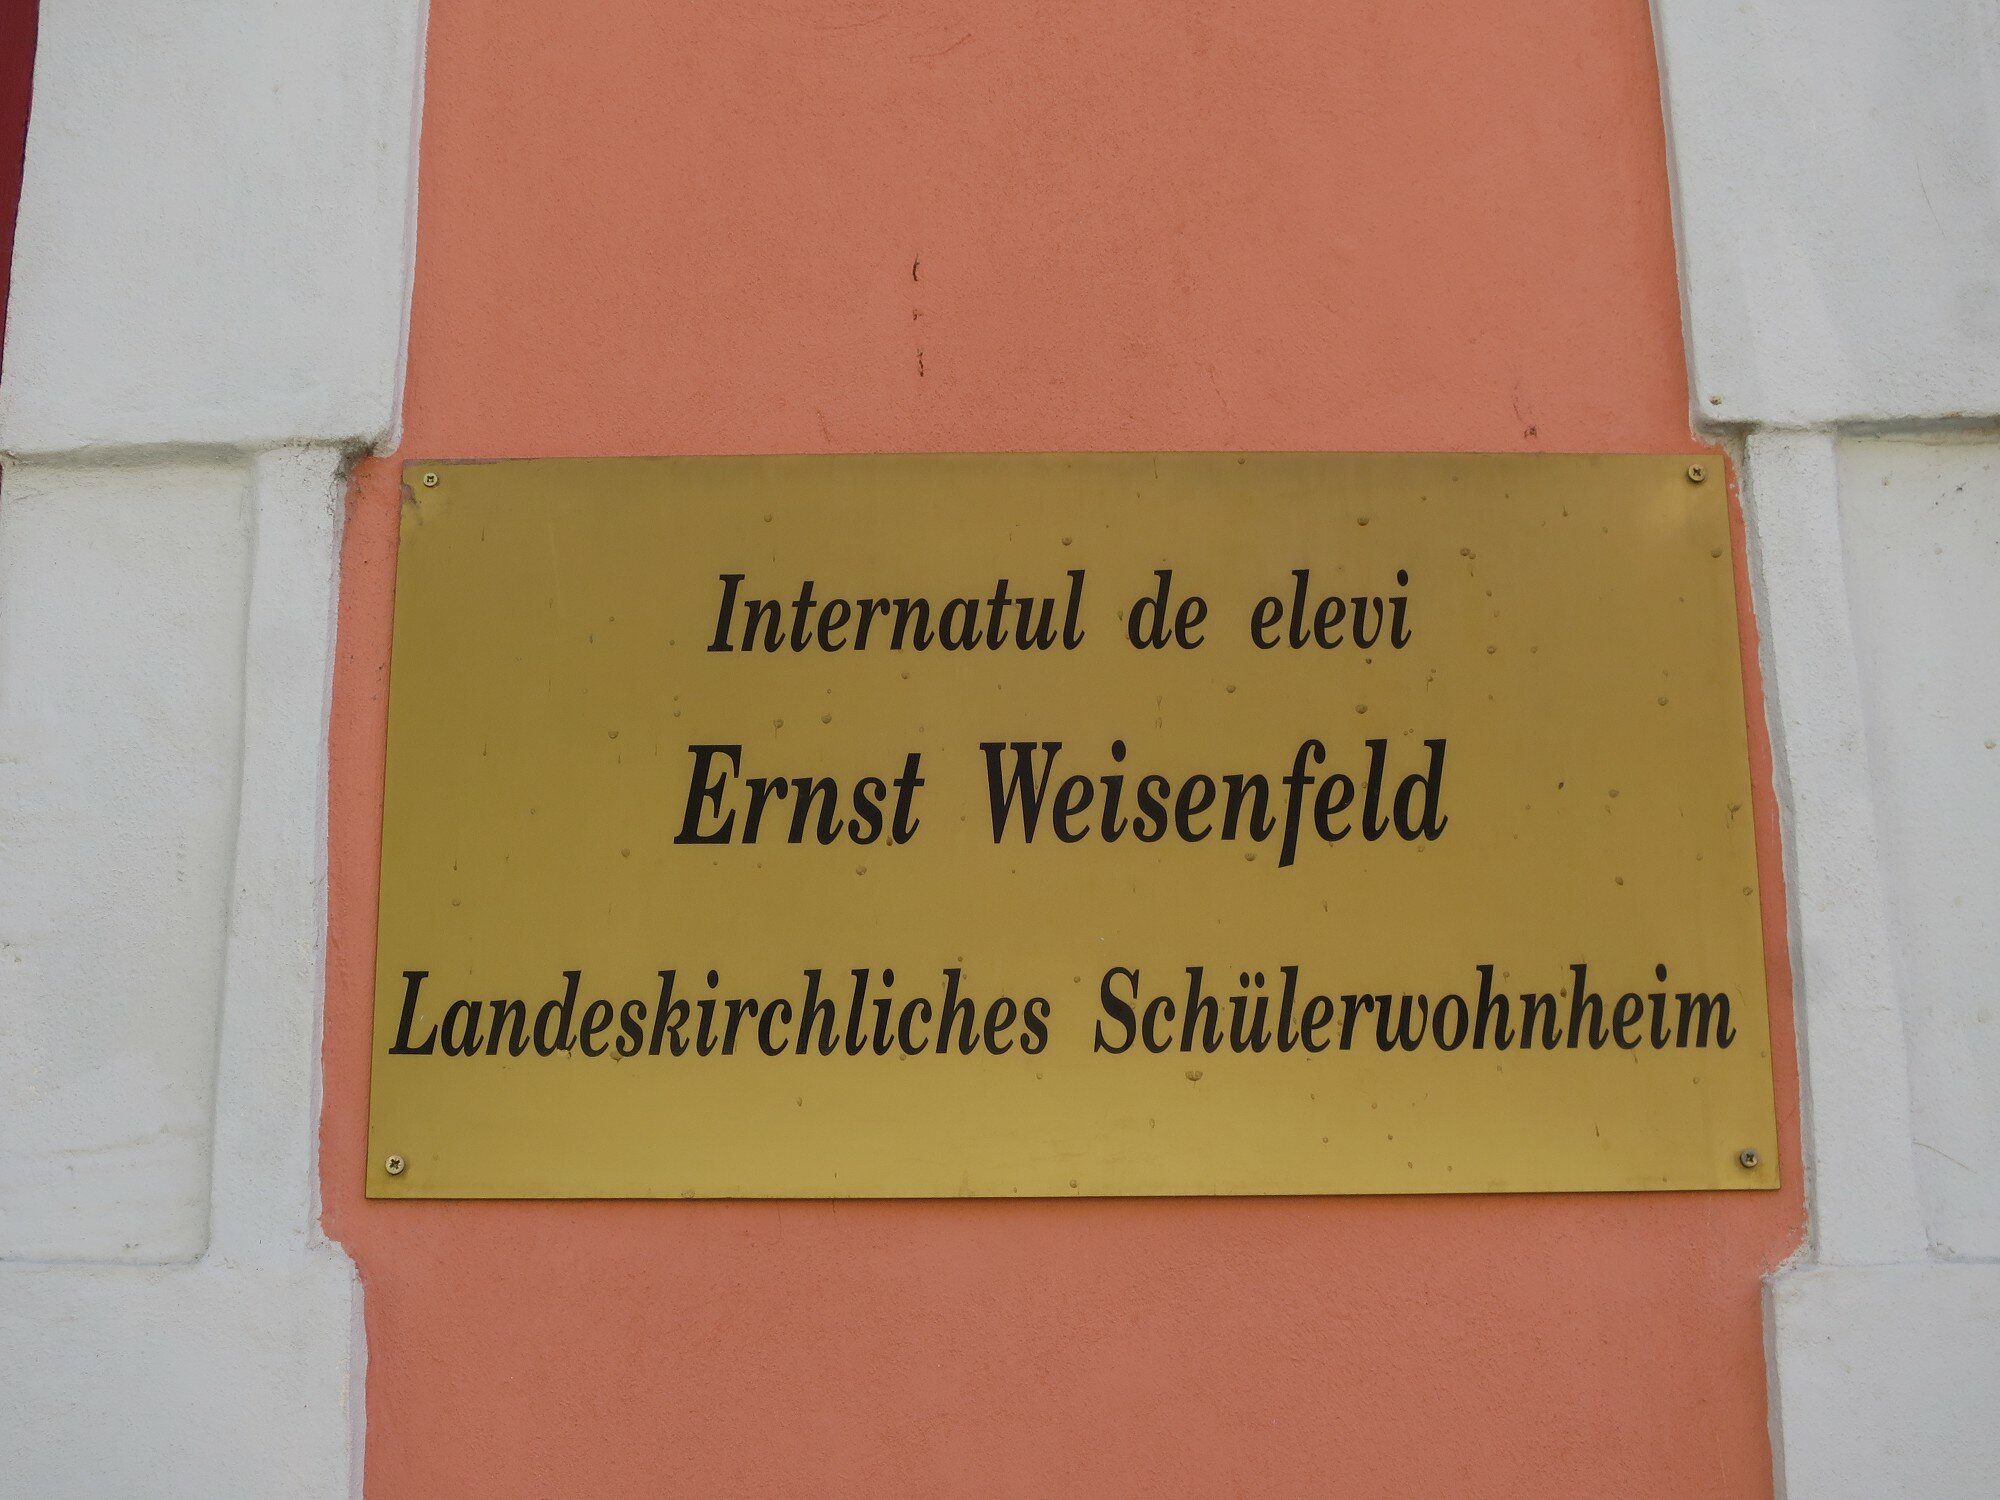 Internatul de elevi
Ernst Weisenfeld
Landeskirchliches Schülerwohnheim